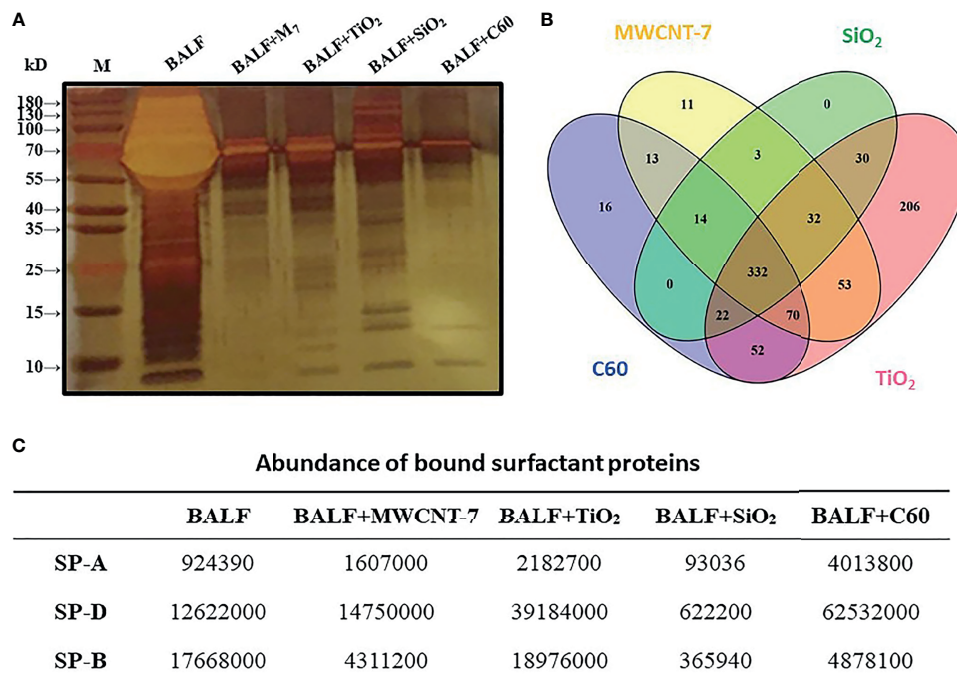 A
kD M BALF BALF+M7 BALF+TiO2 BALF+SiO2 BALF+C60
180→
130→
100→
70→
55→
40→
35→
25→
15→
10→
B
MWCNT-7 SiO2
11 0
13 3 30
16 14 32 206
332
0 53
22 70
52
C60 TiO2
C
Abundance of bound surfactant proteins
BALF BALF+MWCNT-7 BALF+TiO2 BALF+SiO2 BALF+C60
SP-A 924390 1607000 2182700 93036 4013800
SP-D 12622000 14750000 39184000 622200 62532000
SP-B 17668000 4311200 18976000 365940 4878100